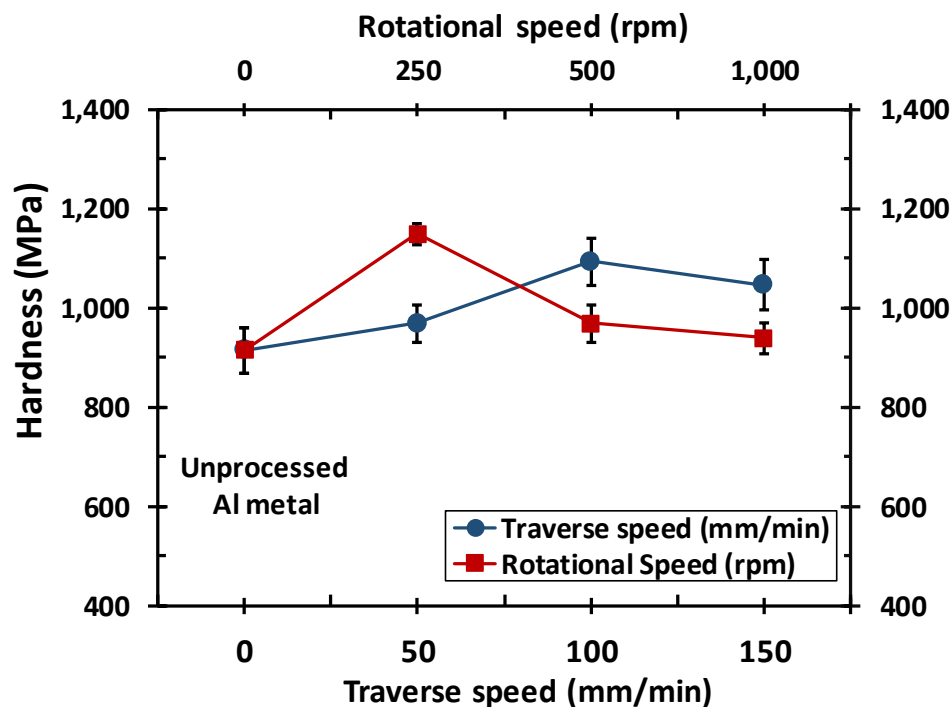 Rotational speed (rpm)
0 250 500 1,000
1,400 1,400
1,200 1,200
1,000 1,000
800 800
600 600
400 400
Hardness (MPa)
Unprocessed
Al metal
Traverse speed (mm/min)
Rotational Speed (rpm)
0 50 100 150
Traverse speed (mm/min)